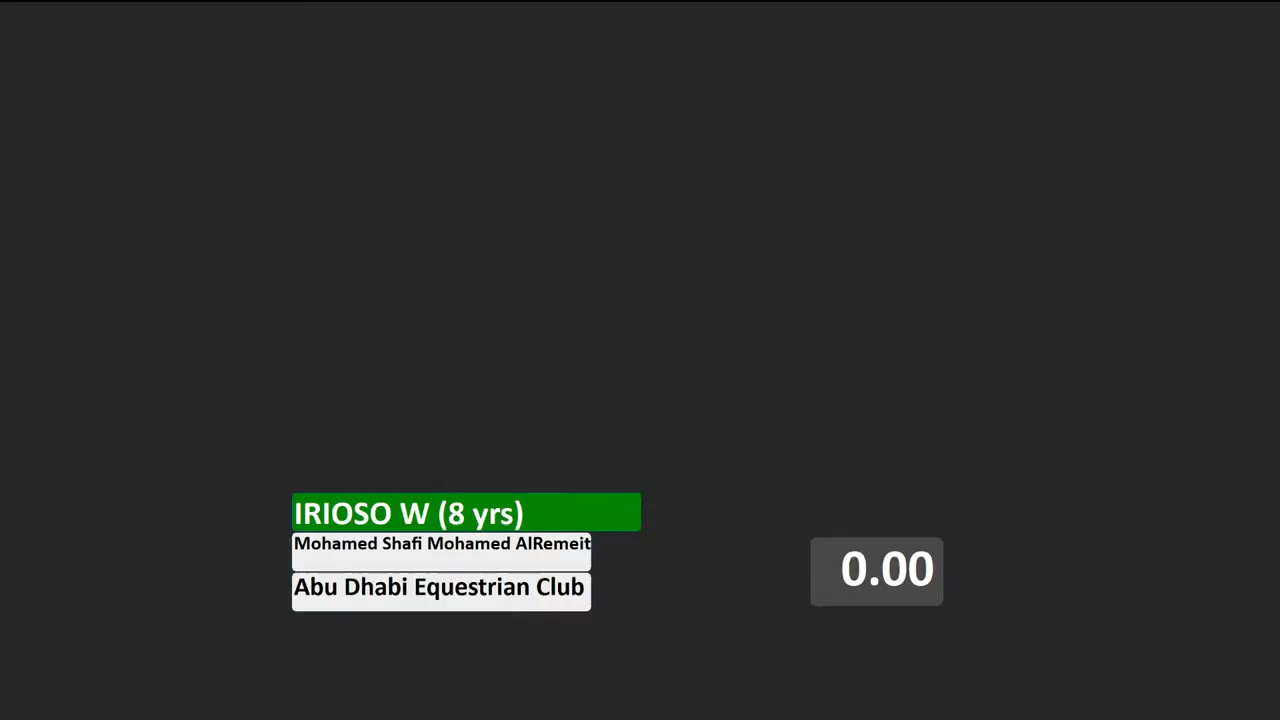 IRIOSO W (8 yrs)
Mohamed Shafi Mohamed AlRemeit
Abu Dhabi Equestrian Club
0.00